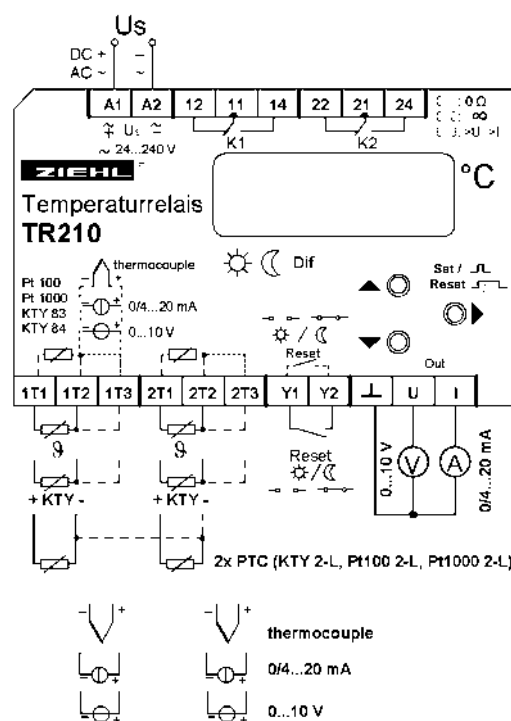 Us
DC + –
AC ~ ~
A1 A2 12 11 14 22 21 24
Us
K1 K2
~ 24...240 V
ZIEHL
°C
Temperaturrelais
TR210
thermocouple
Dif
Pt 100
Pt 1000
KTY 83
KTY 84
0/4...20 mA
0...10 V
Set /
Reset
Reset
Out
1T1 1T2 1T3 2T1 2T2 2T3 Y1 Y2 ⊥ U I
ϑ ϑ
Reset
+ KTY - + KTY -
0...10 V
V
A
0/4...20 mA
2x PTC (KTY 2-L, Pt100 2-L, Pt1000 2-L)
- + - +
thermocouple
- + - + 0/4...20 mA
- + - + 0...10 V